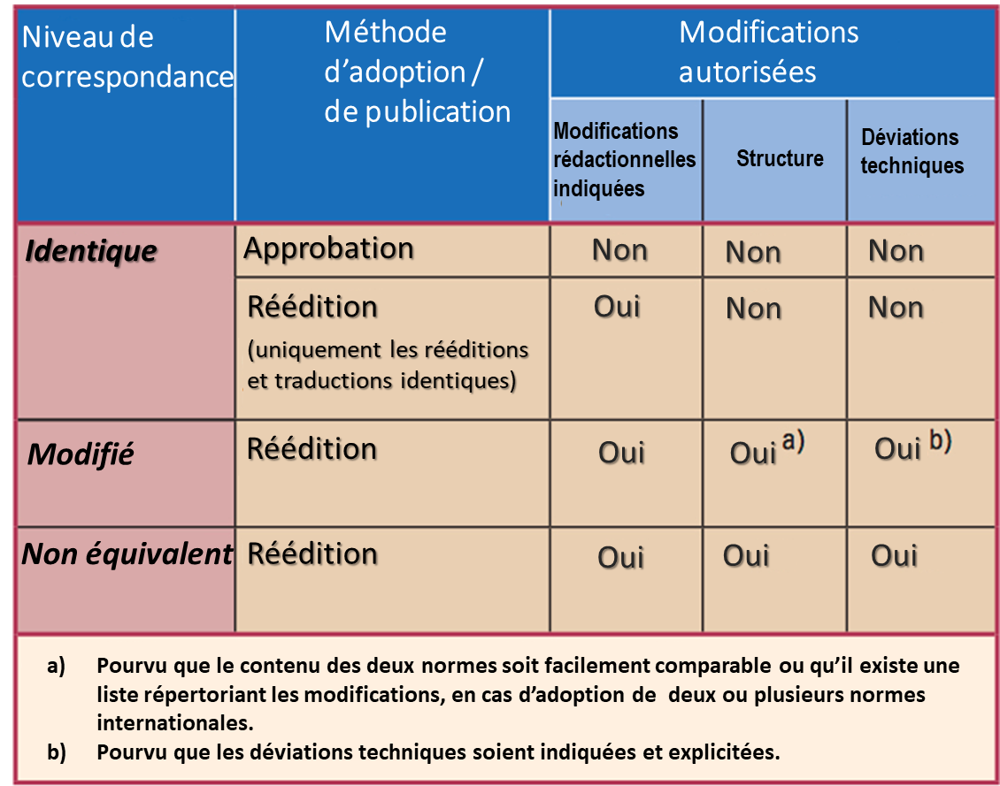 Niveau de
correspondance
Méthode
d’adoption /
de publication
Modifications
autorisées
Modifications
rédactionnelles
indiquées
Structure
Déviations
techniques
Identique
Approbation
Non
Non
Non
Réédition
(uniquement les rééditions
et traductions identiques)
Oui
Non
Non
Modifié
Réédition
Oui
Oui a)
Oui b)
Non équivalent
Réédition
Oui
Oui
Oui
a) Pourvu que le contenu des deux normes soit facilement comparable ou qu’il existe une
liste répertoriant les modifications, en cas d’adoption de deux ou plusieurs normes
internationales.
b) Pourvu que les déviations techniques soient indiquées et explicitées.